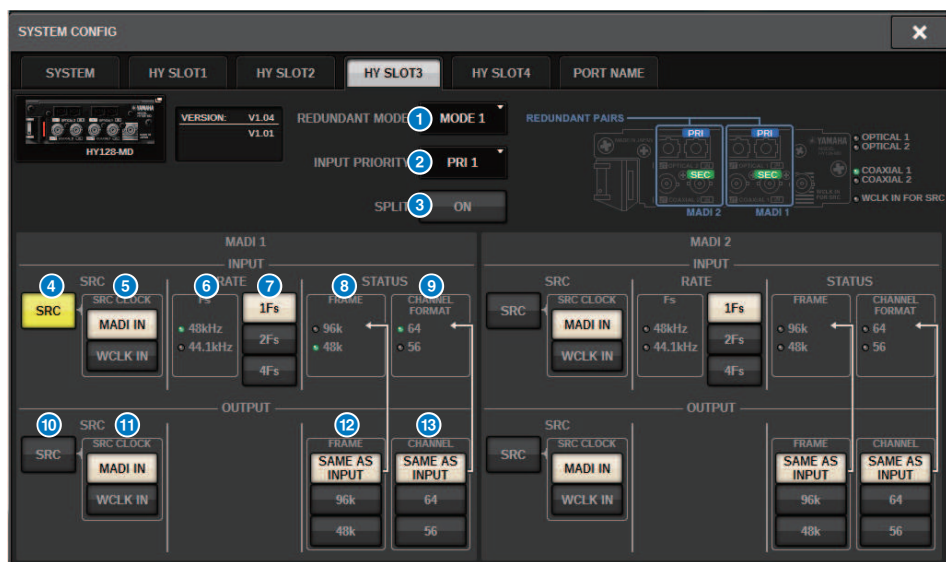 SYSTEM CONFIG
×
SYSTEM HY SLOT1 HY SLOT2 HY SLOT3 HY SLOT4 PORT NAME
HY128-MD
VERSION: V1.04
V1.01
REDUNDANT MODE 1 MODE 1
INPUT PRIORITY 2 PRI 1
SPLIT 3 ON
REDUNDANT PAIRS
PRI PRI
SEC SEC
MADI 2 MADI 1
YAMAHA
OPTICAL 1
OPTICAL 2
COAXIAL 1
COAXIAL 2
WCLK IN FOR SRC
MADI 1
INPUT
SRC RATE STATUS
4 5 6 7 8 9
SRC
SRC CLOCK
MADI IN
WCLK IN
Fs
48kHz
44.1kHz
1Fs
2Fs
4Fs
FRAME
96k
48k
CHANNEL
FORMAT
64
56
OUTPUT
10 11 12 13
SRC
SRC
SRC CLOCK
MADI IN
WCLK IN
FRAME
SAME AS
INPUT
96k
48k
CHANNEL
SAME AS
INPUT
64
56
MADI 2
INPUT
SRC RATE STATUS
SRC
SRC CLOCK
MADI IN
WCLK IN
Fs
48kHz
44.1kHz
1Fs
2Fs
4Fs
FRAME
96k
48k
CHANNEL
FORMAT
64
56
OUTPUT
SRC
SRC
SRC CLOCK
MADI IN
WCLK IN
FRAME
SAME AS
INPUT
96k
48k
CHANNEL
SAME AS
INPUT
64
56